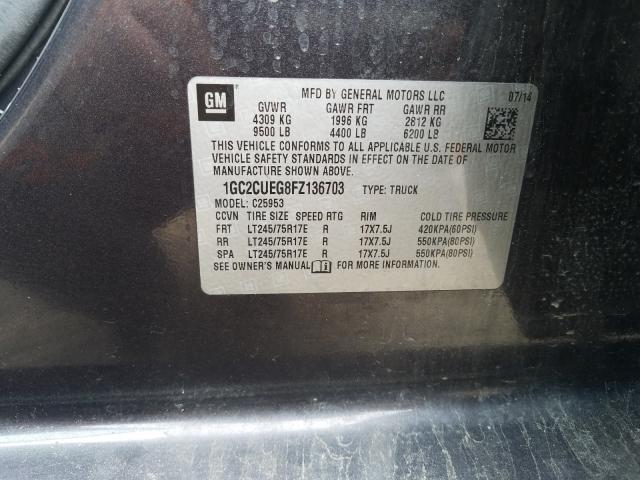 GM
MFD BY GENERAL MOTORS LLC 07/14
GVWR GAWR FRT GAWR RR
4309 KG 1996 KG 2812 KG
9500 LB 4400 LB 6200 LB
THIS VEHICLE CONFORMS TO ALL APPLICABLE U.S. FEDERAL MOTOR
VEHICLE SAFETY STANDARDS IN EFFECT ON THE DATE OF
MANUFACTURE SHOWN ABOVE.
1GC2CUEG8FZ136703 TYPE: TRUCK
MODEL: C25953
CCVN TIRE SIZE SPEED RTG RIM COLD TIRE PRESSURE
FRT LT245/75R17E R 17X7.5J 420KPA(60PSI)
RR LT245/75R17E R 17X7.5J 550KPA(80PSI)
SPA LT245/75R17E R 17X7.5J 550KPA(80PSI)
SEE OWNER'S MANUAL FOR MORE INFORMATION.